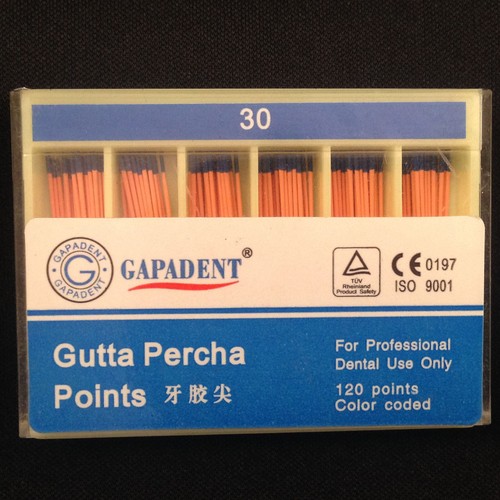 30
GAPADENT
G
GAPADENT
GAPADENT®
TÜV
Rheinland
Product Safety
CE 0197
ISO 9001
Gutta Percha
Points 牙胶尖
For Professional
Dental Use Only
120 points
Color coded